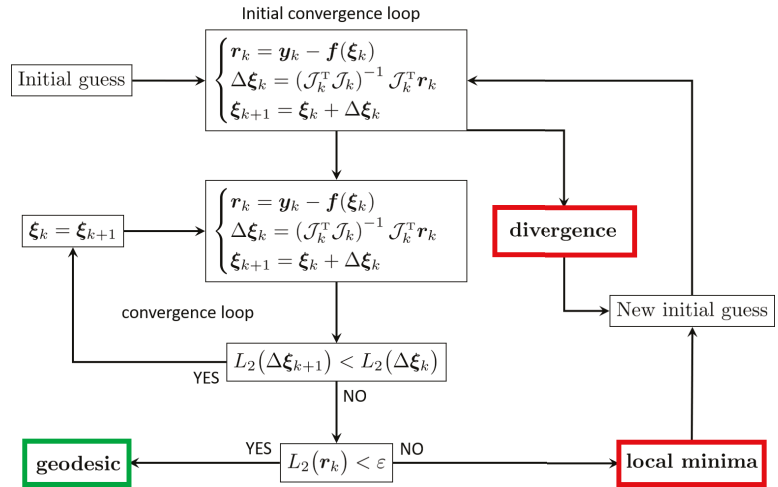 Initial convergence loop
Initial guess
r_k = y_k − f(ξ_k)
Δξ_k = (𝒥_k^T 𝒥_k)^{−1} 𝒥_k^T r_k
ξ_{k+1} = ξ_k + Δξ_k
r_k = y_k − f(ξ_k)
Δξ_k = (𝒥_k^T 𝒥_k)^{−1} 𝒥_k^T r_k
ξ_{k+1} = ξ_k + Δξ_k
ξ_k = ξ_{k+1}
divergence
New initial guess
convergence loop
L_2(Δξ_{k+1}) < L_2(Δξ_k)
YES
NO
geodesic
YES
L_2(r_k) < ε
NO
local minima